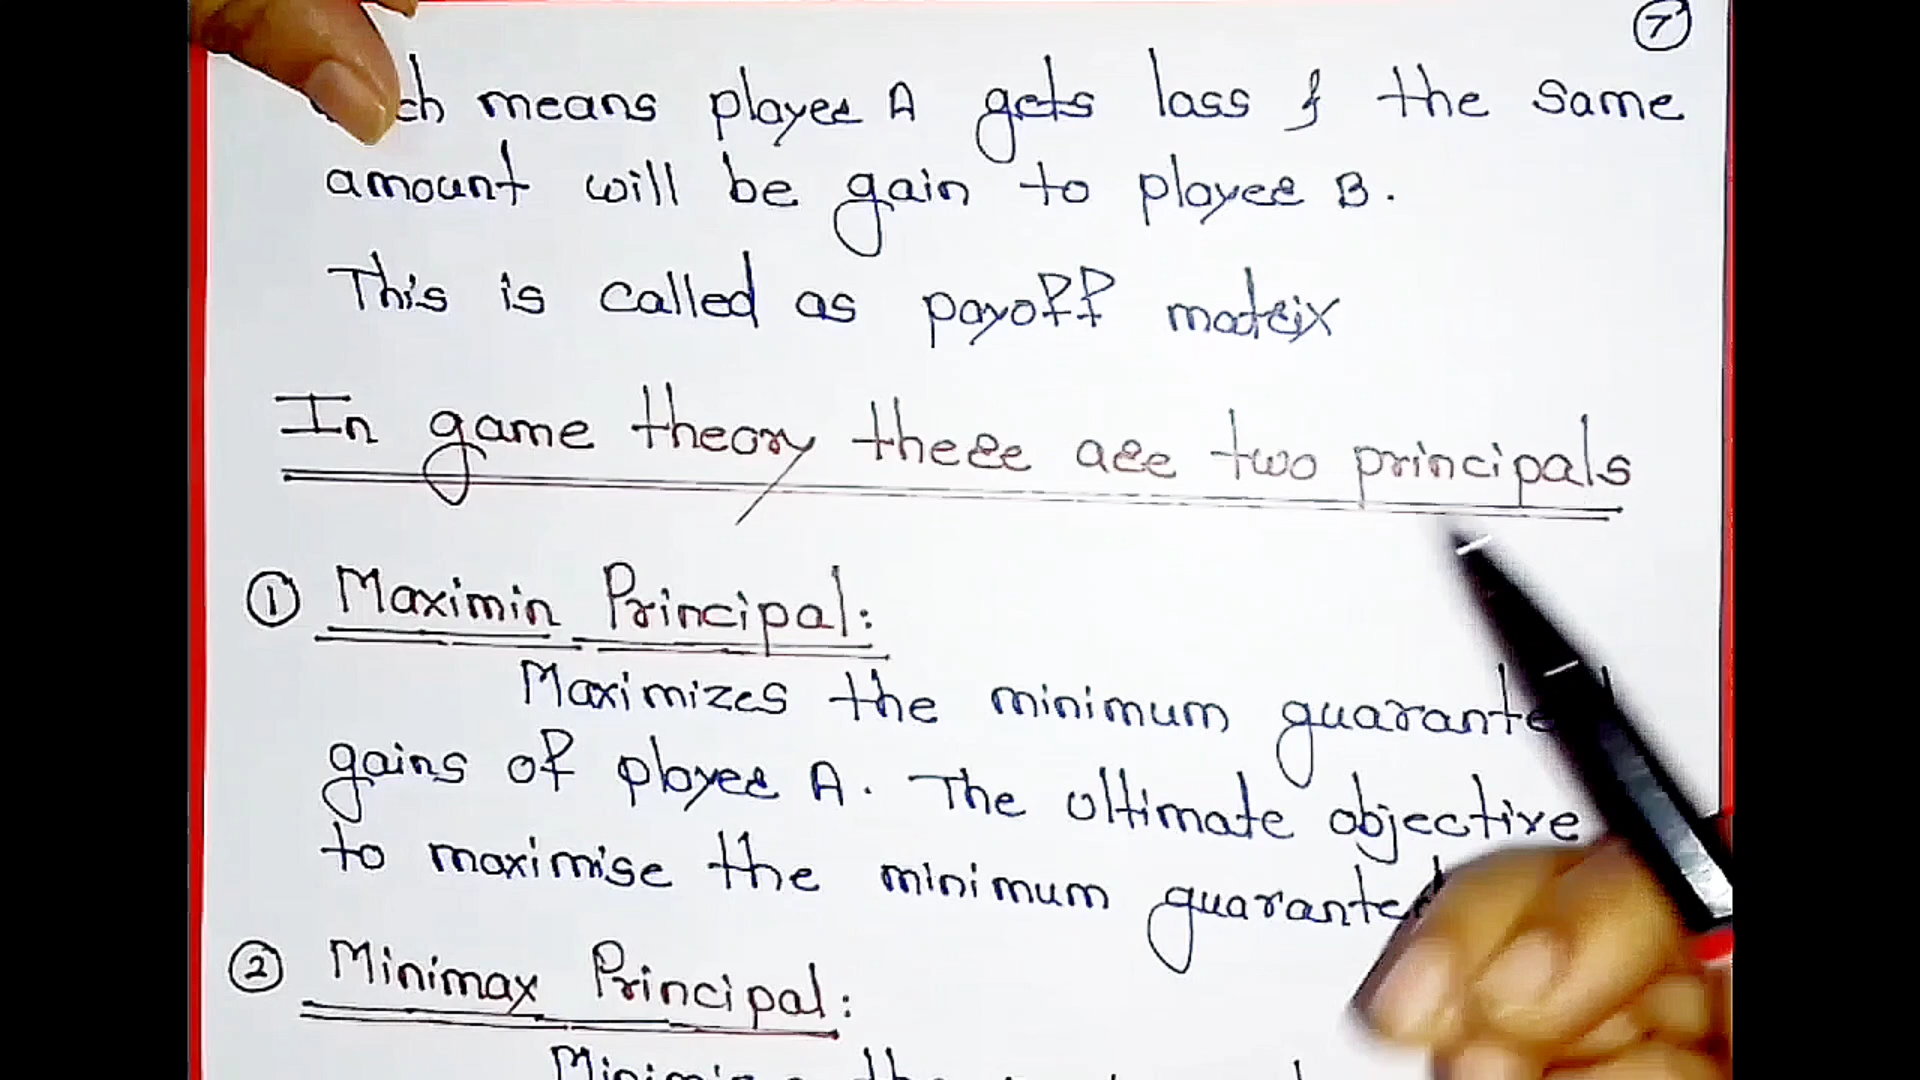 7
means player A gets lass & the same
amount will be gain to player B.
This is called as payoff matrix
In game theory there are two principals
1 Maximin Principal:
Maximizes the minimum
gains of player A. The ultimate objective
to maximise the minimum
2 Minimax Principal: